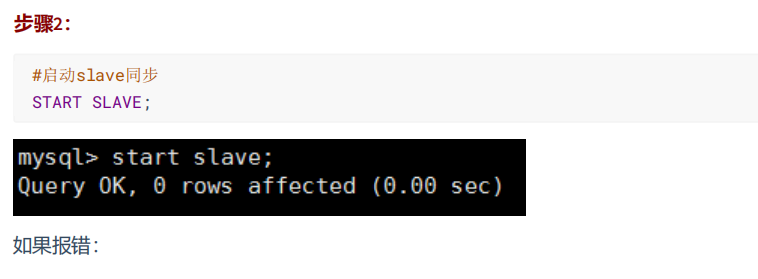 步骤2：
#启动slave同步
START SLAVE;
mysql> start slave;
Query OK, 0 rows affected (0.00 sec)
如果报错：